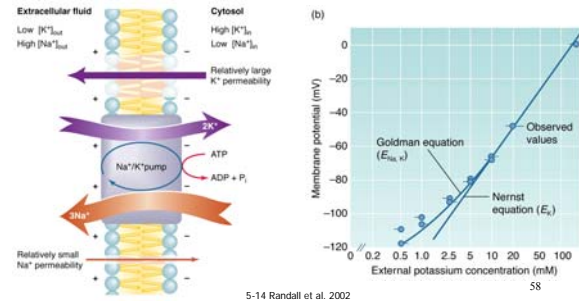 Extracellular fluid
Cytosol
Low [K⁺]out
High [Na⁺]out
High [K⁺]in
Low [Na⁺]in
+ − + −
Relatively large
K⁺ permeability
+ − + −
2K⁺
Na⁺/K⁺ pump
ATP
ADP + Pi
3Na⁺
+ − + −
Relatively small
Na⁺ permeability
+ − + −
(b)
Membrane potential (mV)
0
−20
−40
−60
−80
−100
−120
Observed
values
Goldman equation
(ENa, K)
Nernst
equation (EK)
0 // 0.2 0.5 1.0 2.5 5 10 20 50 100
External potassium concentration (mM)
5-14 Randall et al. 2002
58